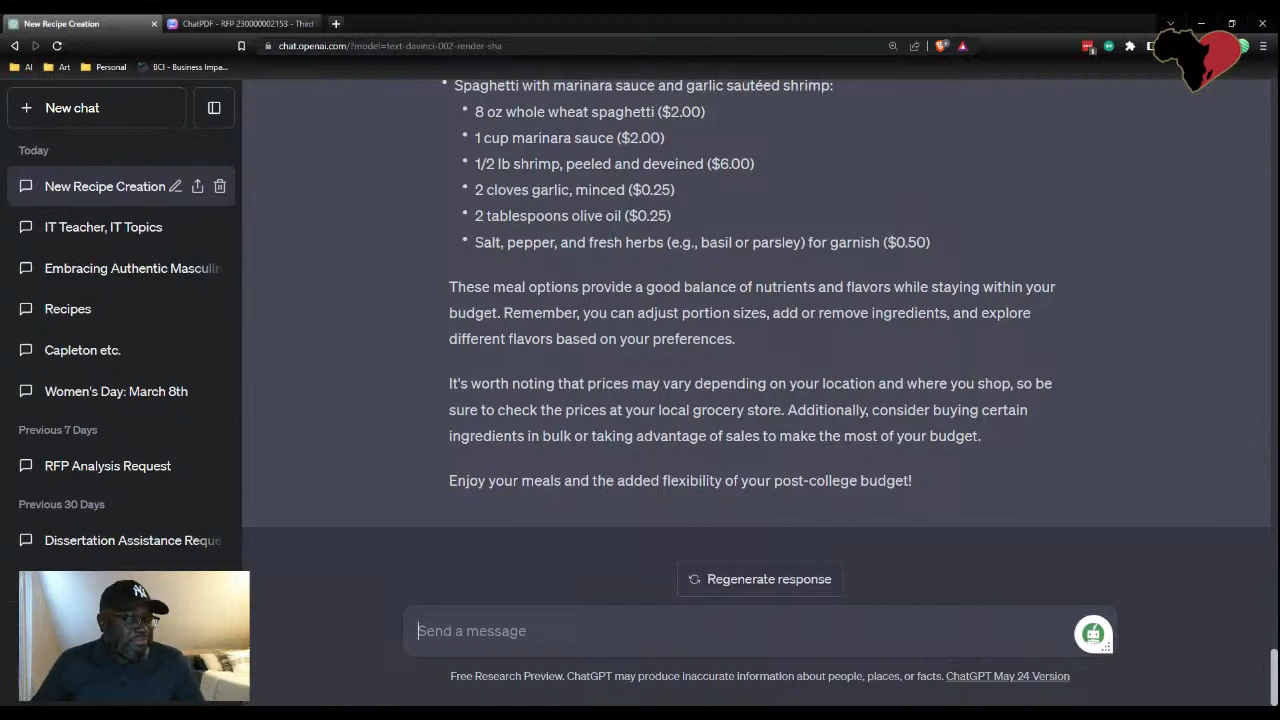 New Recipe Creation
ChatPDF - RFP 230000002153 - Third
chat.openai.com/?model=text-davinci-002-render-sha
AI
Art
Personal
BCI - Business Impa...
New chat
Today
New Recipe Creation
IT Teacher, IT Topics
Embracing Authentic Masculin
Recipes
Capleton etc.
Women's Day: March 8th
Previous 7 Days
RFP Analysis Request
Previous 30 Days
Dissertation Assistance Reque
• Spaghetti with marinara sauce and garlic sautéed shrimp:
• 8 oz whole wheat spaghetti ($2.00)
• 1 cup marinara sauce ($2.00)
• 1/2 lb shrimp, peeled and deveined ($6.00)
• 2 cloves garlic, minced ($0.25)
• 2 tablespoons olive oil ($0.25)
• Salt, pepper, and fresh herbs (e.g., basil or parsley) for garnish ($0.50)
These meal options provide a good balance of nutrients and flavors while staying within your
budget. Remember, you can adjust portion sizes, add or remove ingredients, and explore
different flavors based on your preferences.
It's worth noting that prices may vary depending on your location and where you shop, so be
sure to check the prices at your local grocery store. Additionally, consider buying certain
ingredients in bulk or taking advantage of sales to make the most of your budget.
Enjoy your meals and the added flexibility of your post-college budget!
Regenerate response
Send a message
Free Research Preview. ChatGPT may produce inaccurate information about people, places, or facts. ChatGPT May 24 Version